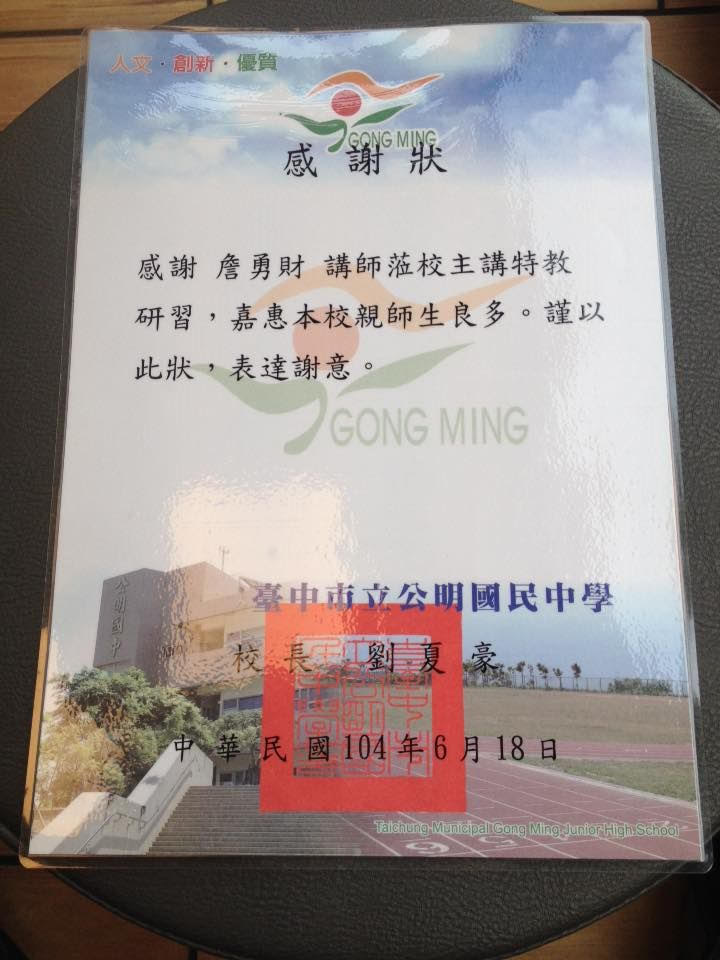 人文・創新・優質
GONG MING
感謝狀
感謝 詹勇財 講師蒞校主講特教
研習，嘉惠本校親師生良多。謹以
此狀，表達謝意。
GONG MING
公明國中
臺中市立公明國民中學
校長 劉夏豪
中華民國104年6月18日
Taichung Municipal Gong Ming Junior High School